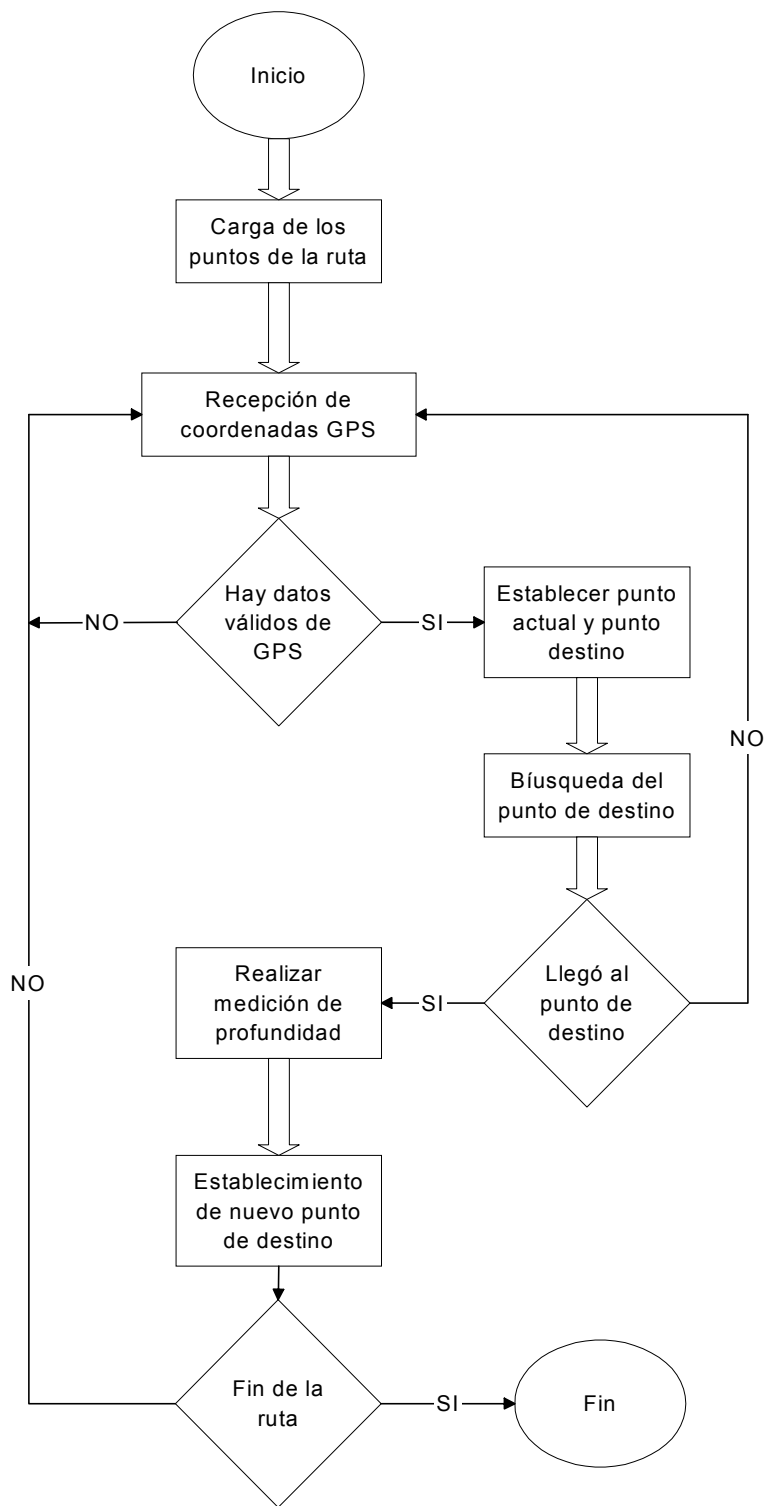 Inicio
Carga de los
puntos de la ruta
Recepción de
coordenadas GPS
Hay datos
válidos de
GPS
NO
SI
Establecer punto
actual y punto
destino
NO
Bíusqueda del
punto de destino
Llegó al
punto de
destino
SI
Realizar
medición de
profundidad
NO
Establecimiento
de nuevo punto
de destino
Fin de la
ruta
SI
Fin